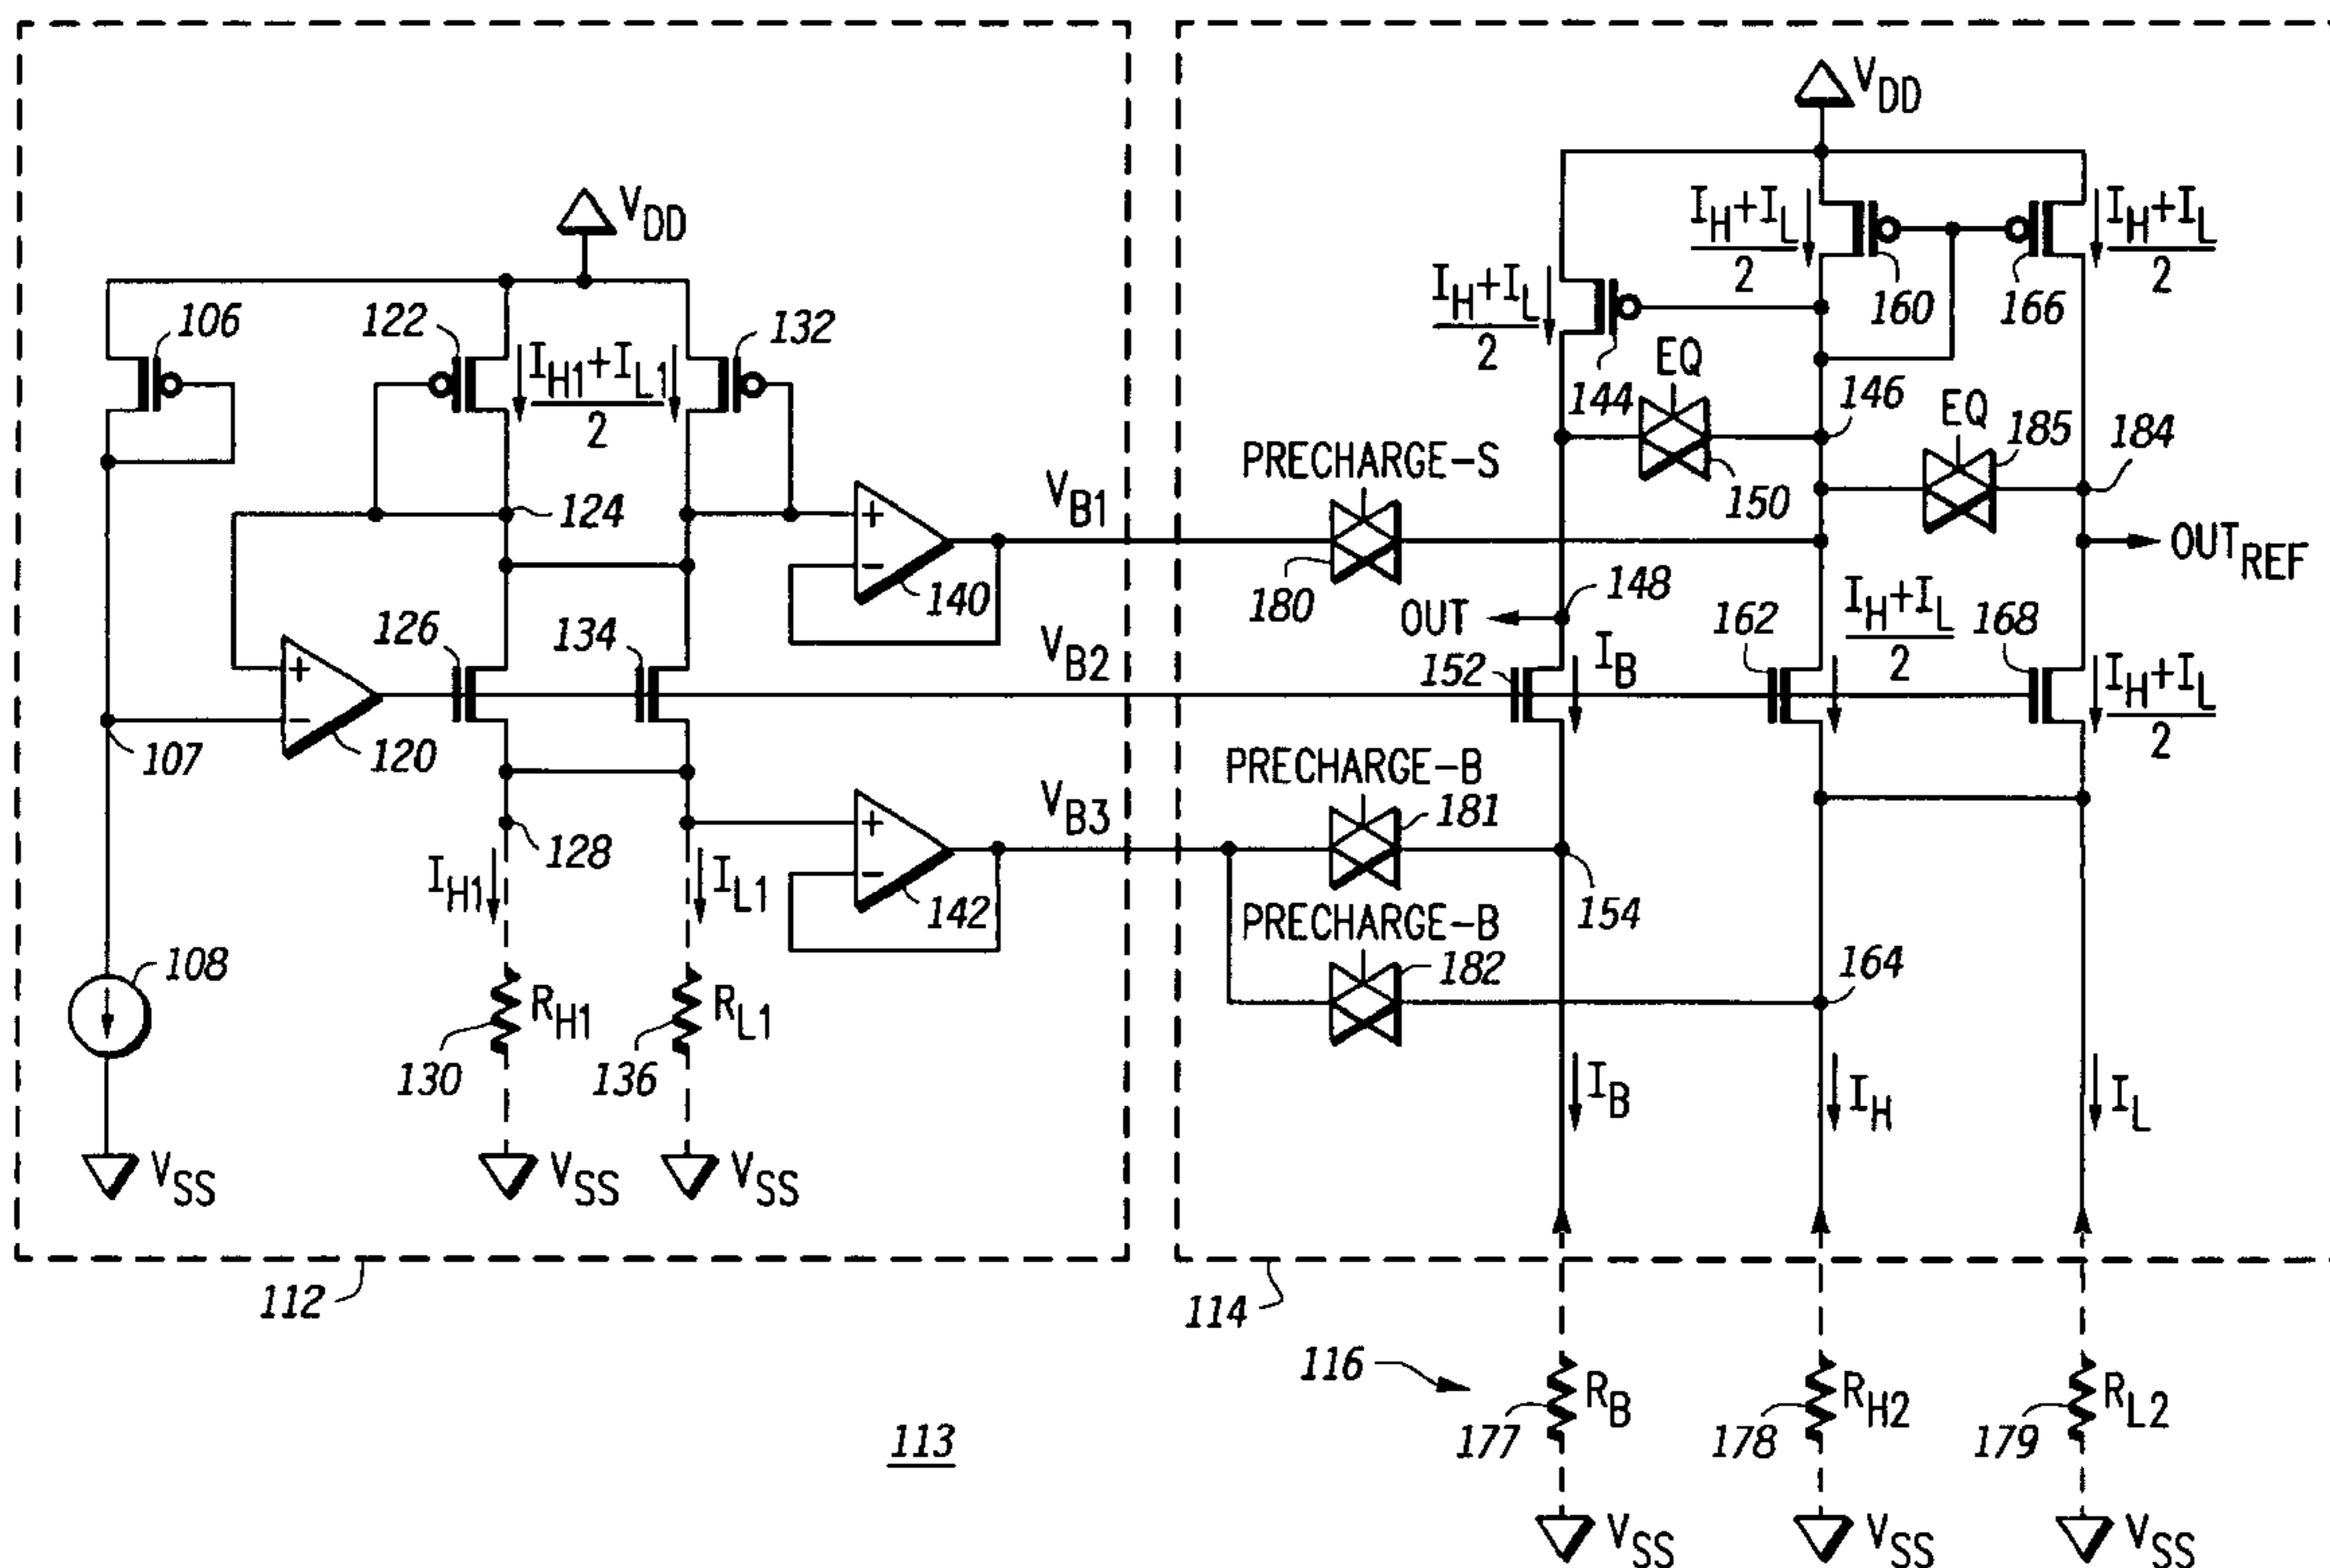 V_DD
V_DD
I_H+I_L
2
I_H+I_L
2
I_H+I_L
2
106
122
132
160
166
I_H1+I_L1
2
144
EQ
146
EQ
185
184
PRECHARGE-S
150
124
V_B1
OUT_REF
140
180
OUT
148
I_H+I_L
2
126
134
V_B2
152
I_B
162
168
I_H+I_L
2
+
−
+
−
107
120
PRECHARGE-B
181
V_B3
128
+
−
154
I_H1
I_L1
142
PRECHARGE-B
182
164
108
R_H1
R_L1
130
136
I_B
I_H
I_L
V_SS
V_SS
V_SS
112
114
116
R_B
R_H2
R_L2
177
178
179
113
V_SS
V_SS
V_SS